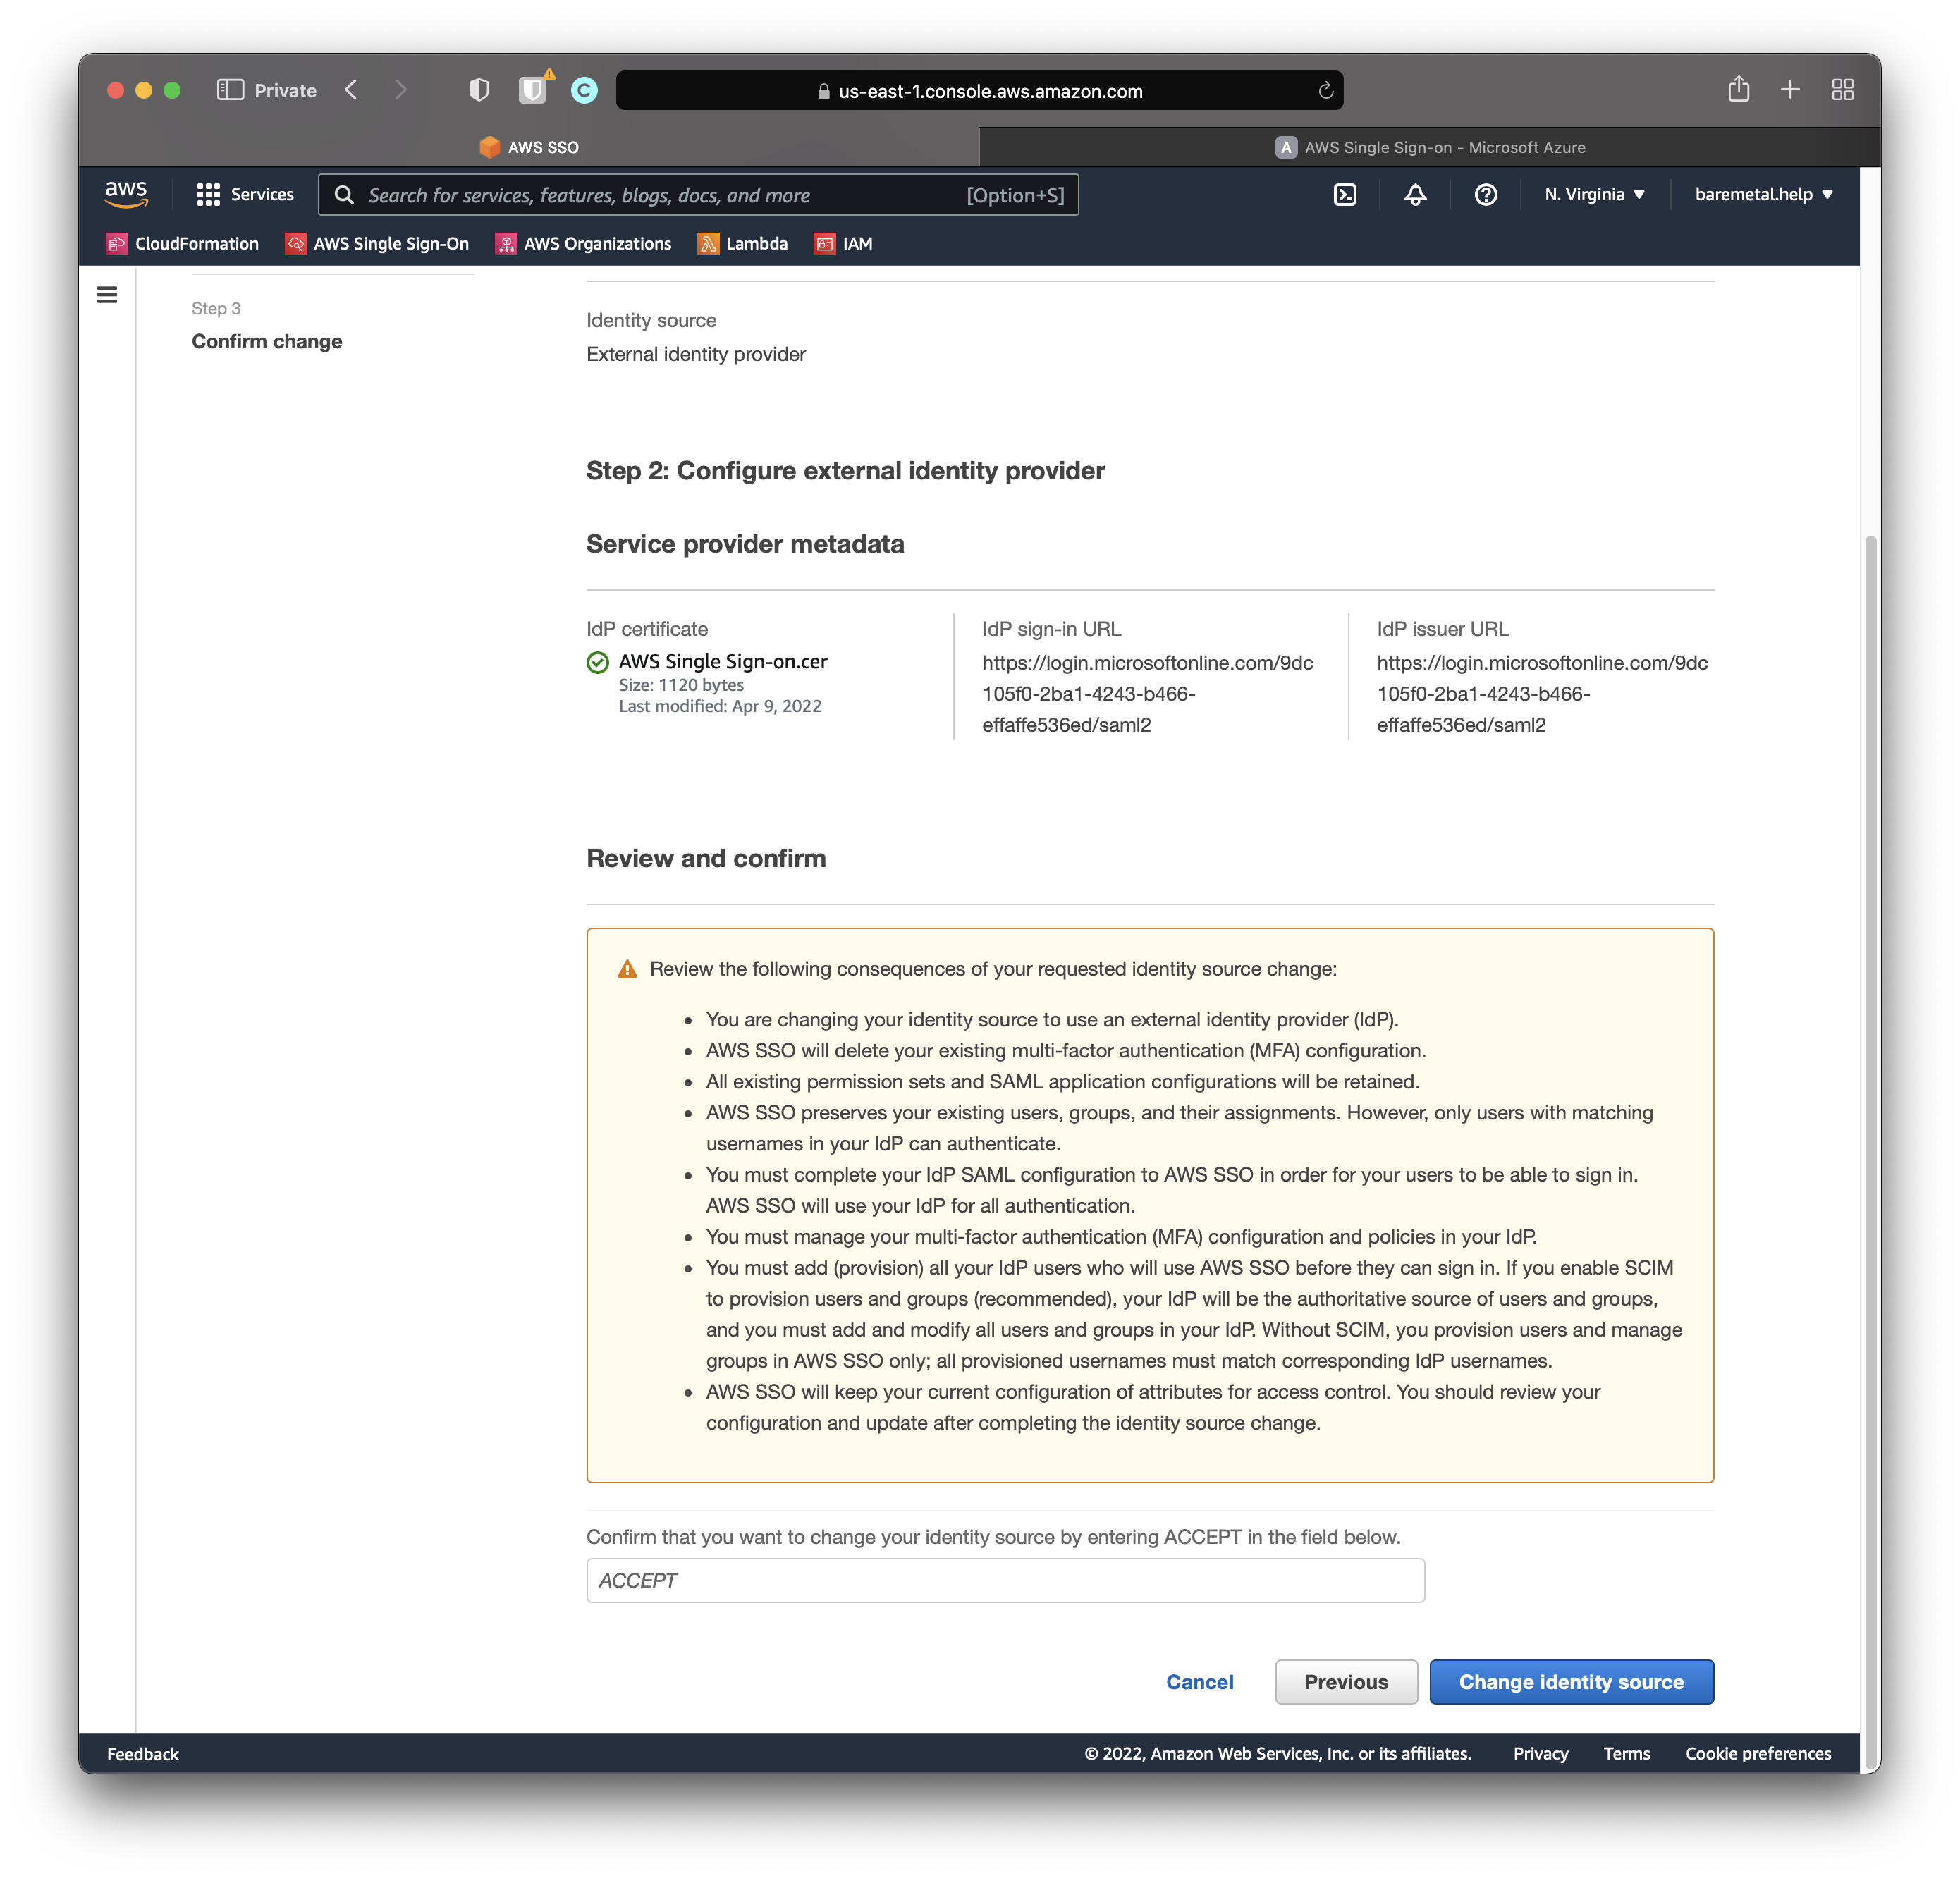 Private
us-east-1.console.aws.amazon.com
AWS SSO
A AWS Single Sign-on - Microsoft Azure
aws
Services
Search for services, features, blogs, docs, and more [Option+S]
N. Virginia
baremetal.help
CloudFormation
AWS Single Sign-On
AWS Organizations
Lambda
IAM
Step 3
Confirm change
Identity source
External identity provider
Step 2: Configure external identity provider
Service provider metadata
IdP certificate
AWS Single Sign-on.cer
Size: 1120 bytes
Last modified: Apr 9, 2022
IdP sign-in URL
https://login.microsoftonline.com/9dc
105f0-2ba1-4243-b466-
effaffe536ed/saml2
IdP issuer URL
https://login.microsoftonline.com/9dc
105f0-2ba1-4243-b466-
effaffe536ed/saml2
Review and confirm
Review the following consequences of your requested identity source change:
• You are changing your identity source to use an external identity provider (IdP).
• AWS SSO will delete your existing multi-factor authentication (MFA) configuration.
• All existing permission sets and SAML application configurations will be retained.
• AWS SSO preserves your existing users, groups, and their assignments. However, only users with matching
usernames in your IdP can authenticate.
• You must complete your IdP SAML configuration to AWS SSO in order for your users to be able to sign in.
AWS SSO will use your IdP for all authentication.
• You must manage your multi-factor authentication (MFA) configuration and policies in your IdP.
• You must add (provision) all your IdP users who will use AWS SSO before they can sign in. If you enable SCIM
to provision users and groups (recommended), your IdP will be the authoritative source of users and groups,
and you must add and modify all users and groups in your IdP. Without SCIM, you provision users and manage
groups in AWS SSO only; all provisioned usernames must match corresponding IdP usernames.
• AWS SSO will keep your current configuration of attributes for access control. You should review your
configuration and update after completing the identity source change.
Confirm that you want to change your identity source by entering ACCEPT in the field below.
ACCEPT
Cancel
Previous
Change identity source
Feedback
© 2022, Amazon Web Services, Inc. or its affiliates.
Privacy
Terms
Cookie preferences